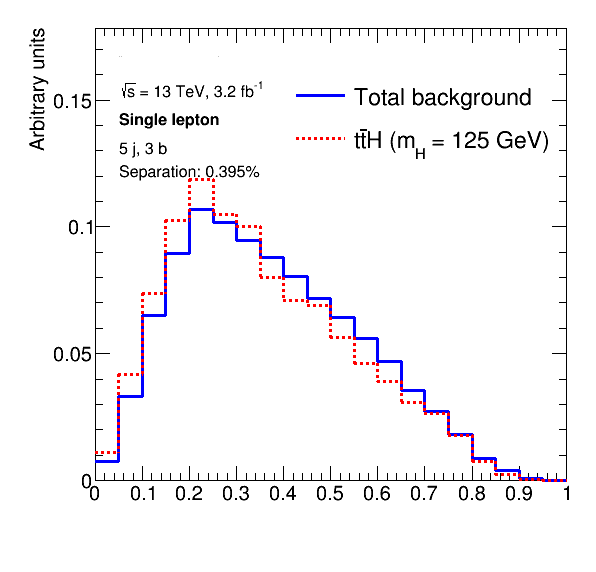 Arbitrary units
√s = 13 TeV, 3.2 fb⁻¹
Single lepton
5 j, 3 b
Separation: 0.395%
Total background
tt̄H (m_H = 125 GeV)
0.15
0.1
0.05
0
0 0.1 0.2 0.3 0.4 0.5 0.6 0.7 0.8 0.9 1